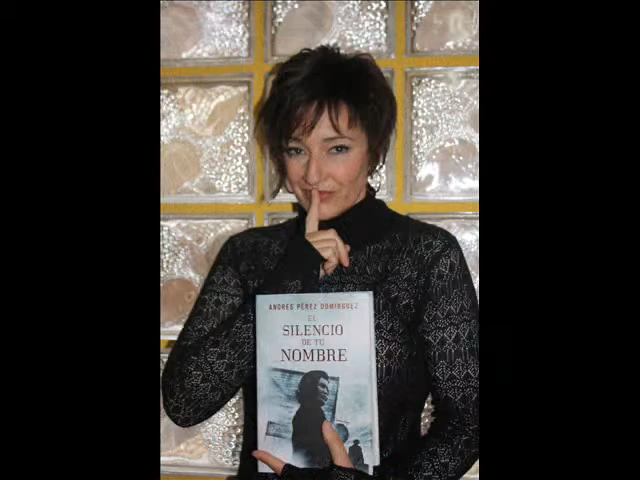 ANDRÉS PÉREZ DOMÍNGUEZ
EL
SILENCIO
DE TU
NOMBRE